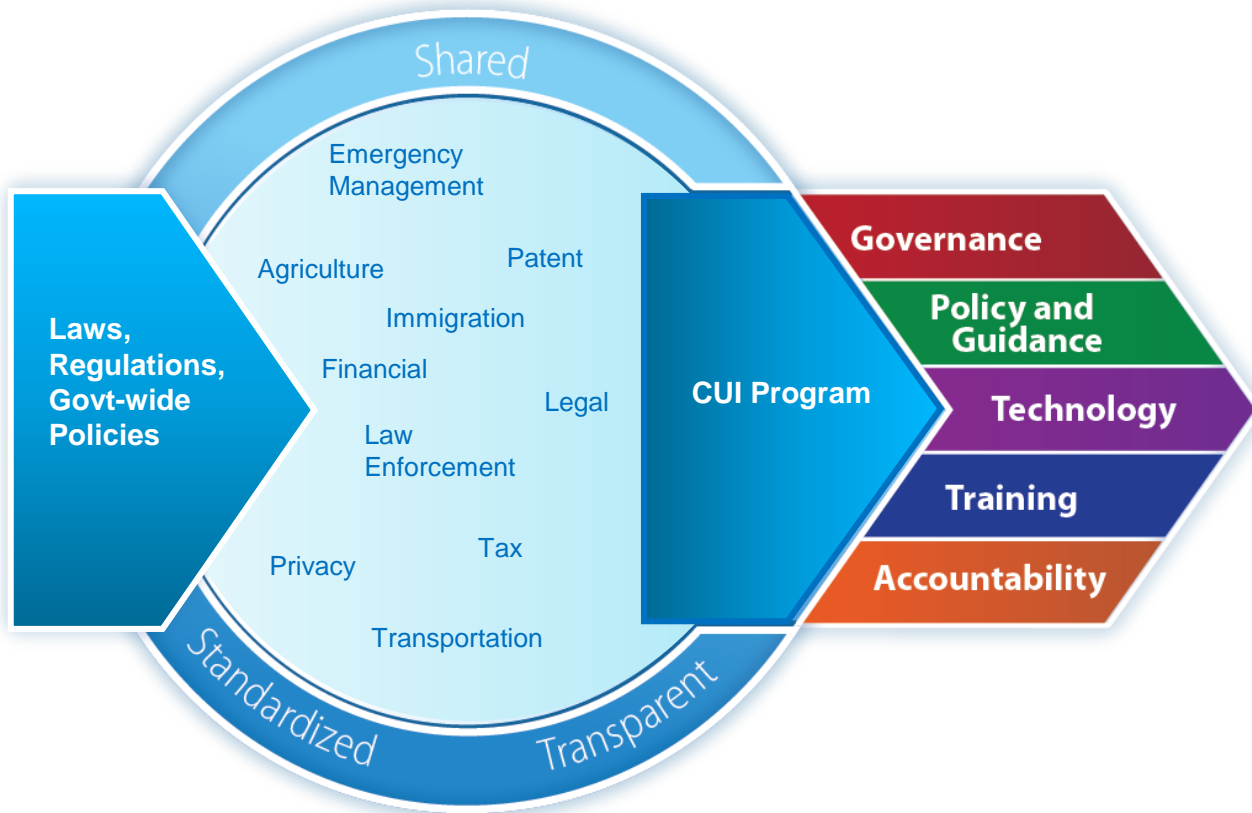 Shared
Emergency
Management
Agriculture
Patent
Immigration
Financial
Legal
Law
Enforcement
Privacy
Tax
Transportation
Standardized
Transparent
Laws,
Regulations,
Govt-wide
Policies
CUI Program
Governance
Policy and
Guidance
Technology
Training
Accountability